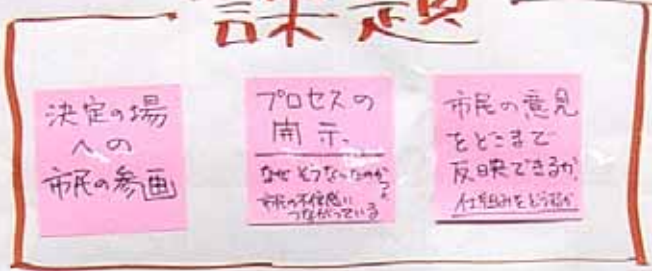 課題
決定の場
への
市民の参画
プロセスの
開示、
なぜそうなったのか
市民の不信感に
つながっている
市民の意見
をどこまで
反映できるか、
仕組みをどうするか